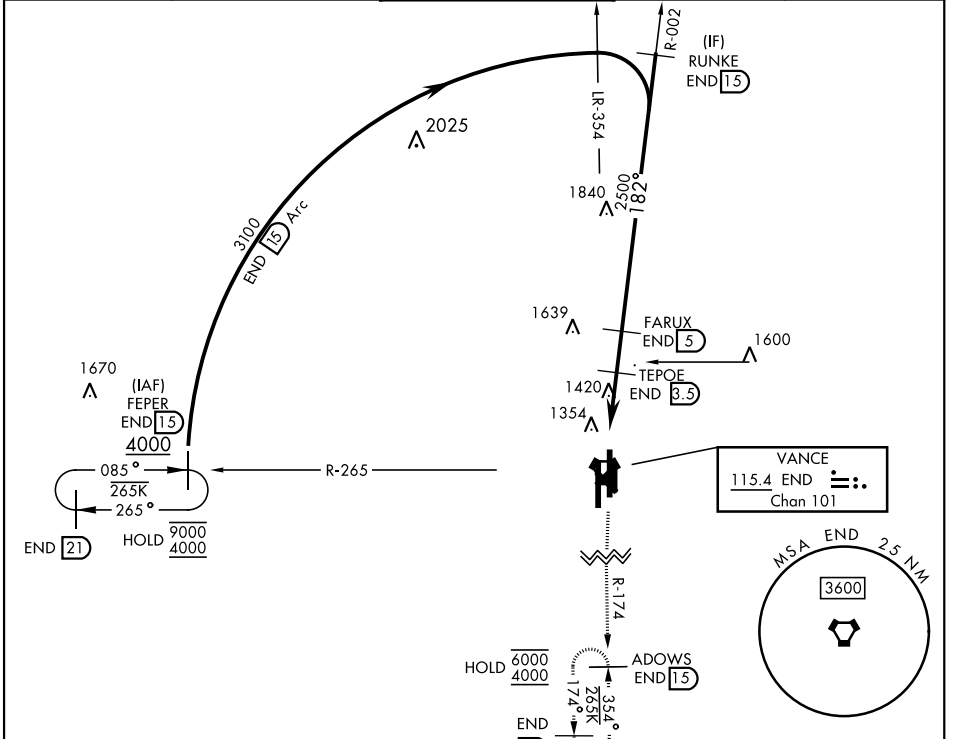 R-002
(IF)
RUNKE
END 15
LR-354
2025
1840
2500
182°
3100
END 15 Arc
1639
FARUX
END 5
1600
TEPOE
END 3.5
1420
1354
1670
(IAF)
FEPER
END 15
4000
085°
265K
265°
R-265
END 21
HOLD 9000
4000
VANCE
115.4 END
Chan 101
MSA END 25 NM
3600
R-174
HOLD 6000
4000
ADOWS
END 15
174°
265K
354°
END